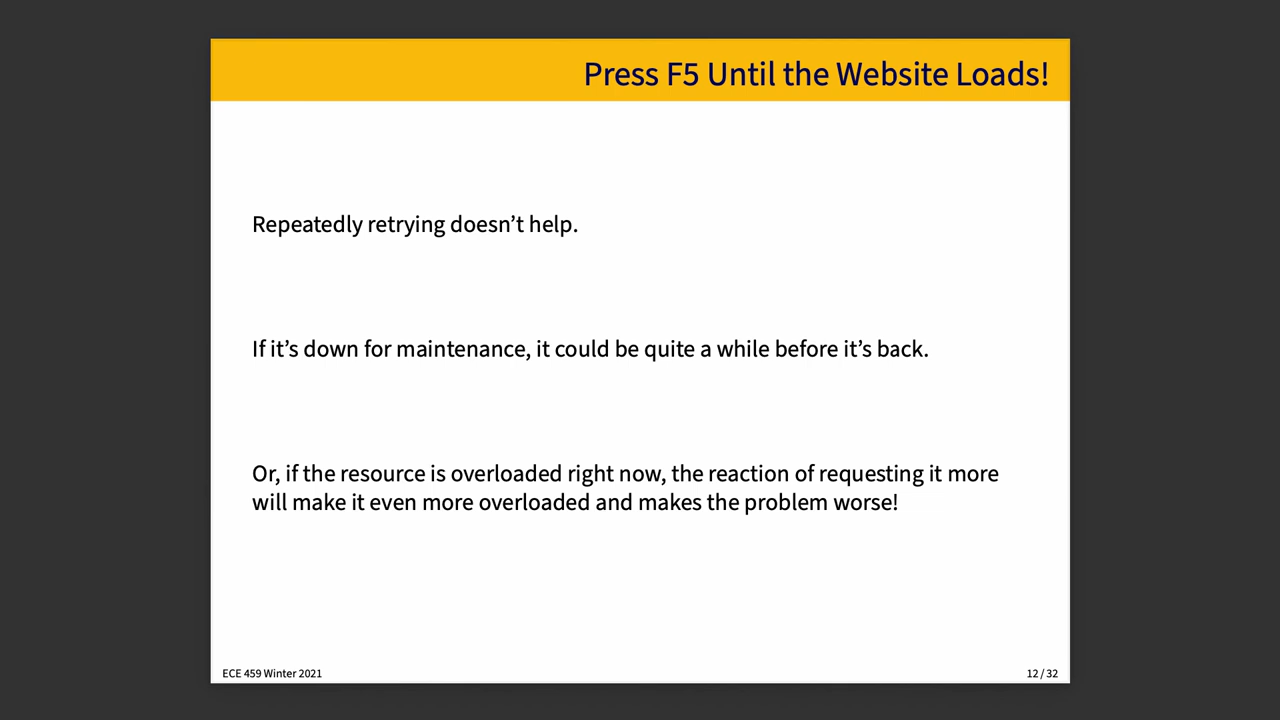 Press F5 Until the Website Loads!
Repeatedly retrying doesn’t help.
If it’s down for maintenance, it could be quite a while before it’s back.
Or, if the resource is overloaded right now, the reaction of requesting it more
will make it even more overloaded and makes the problem worse!
ECE 459 Winter 2021
12 / 32